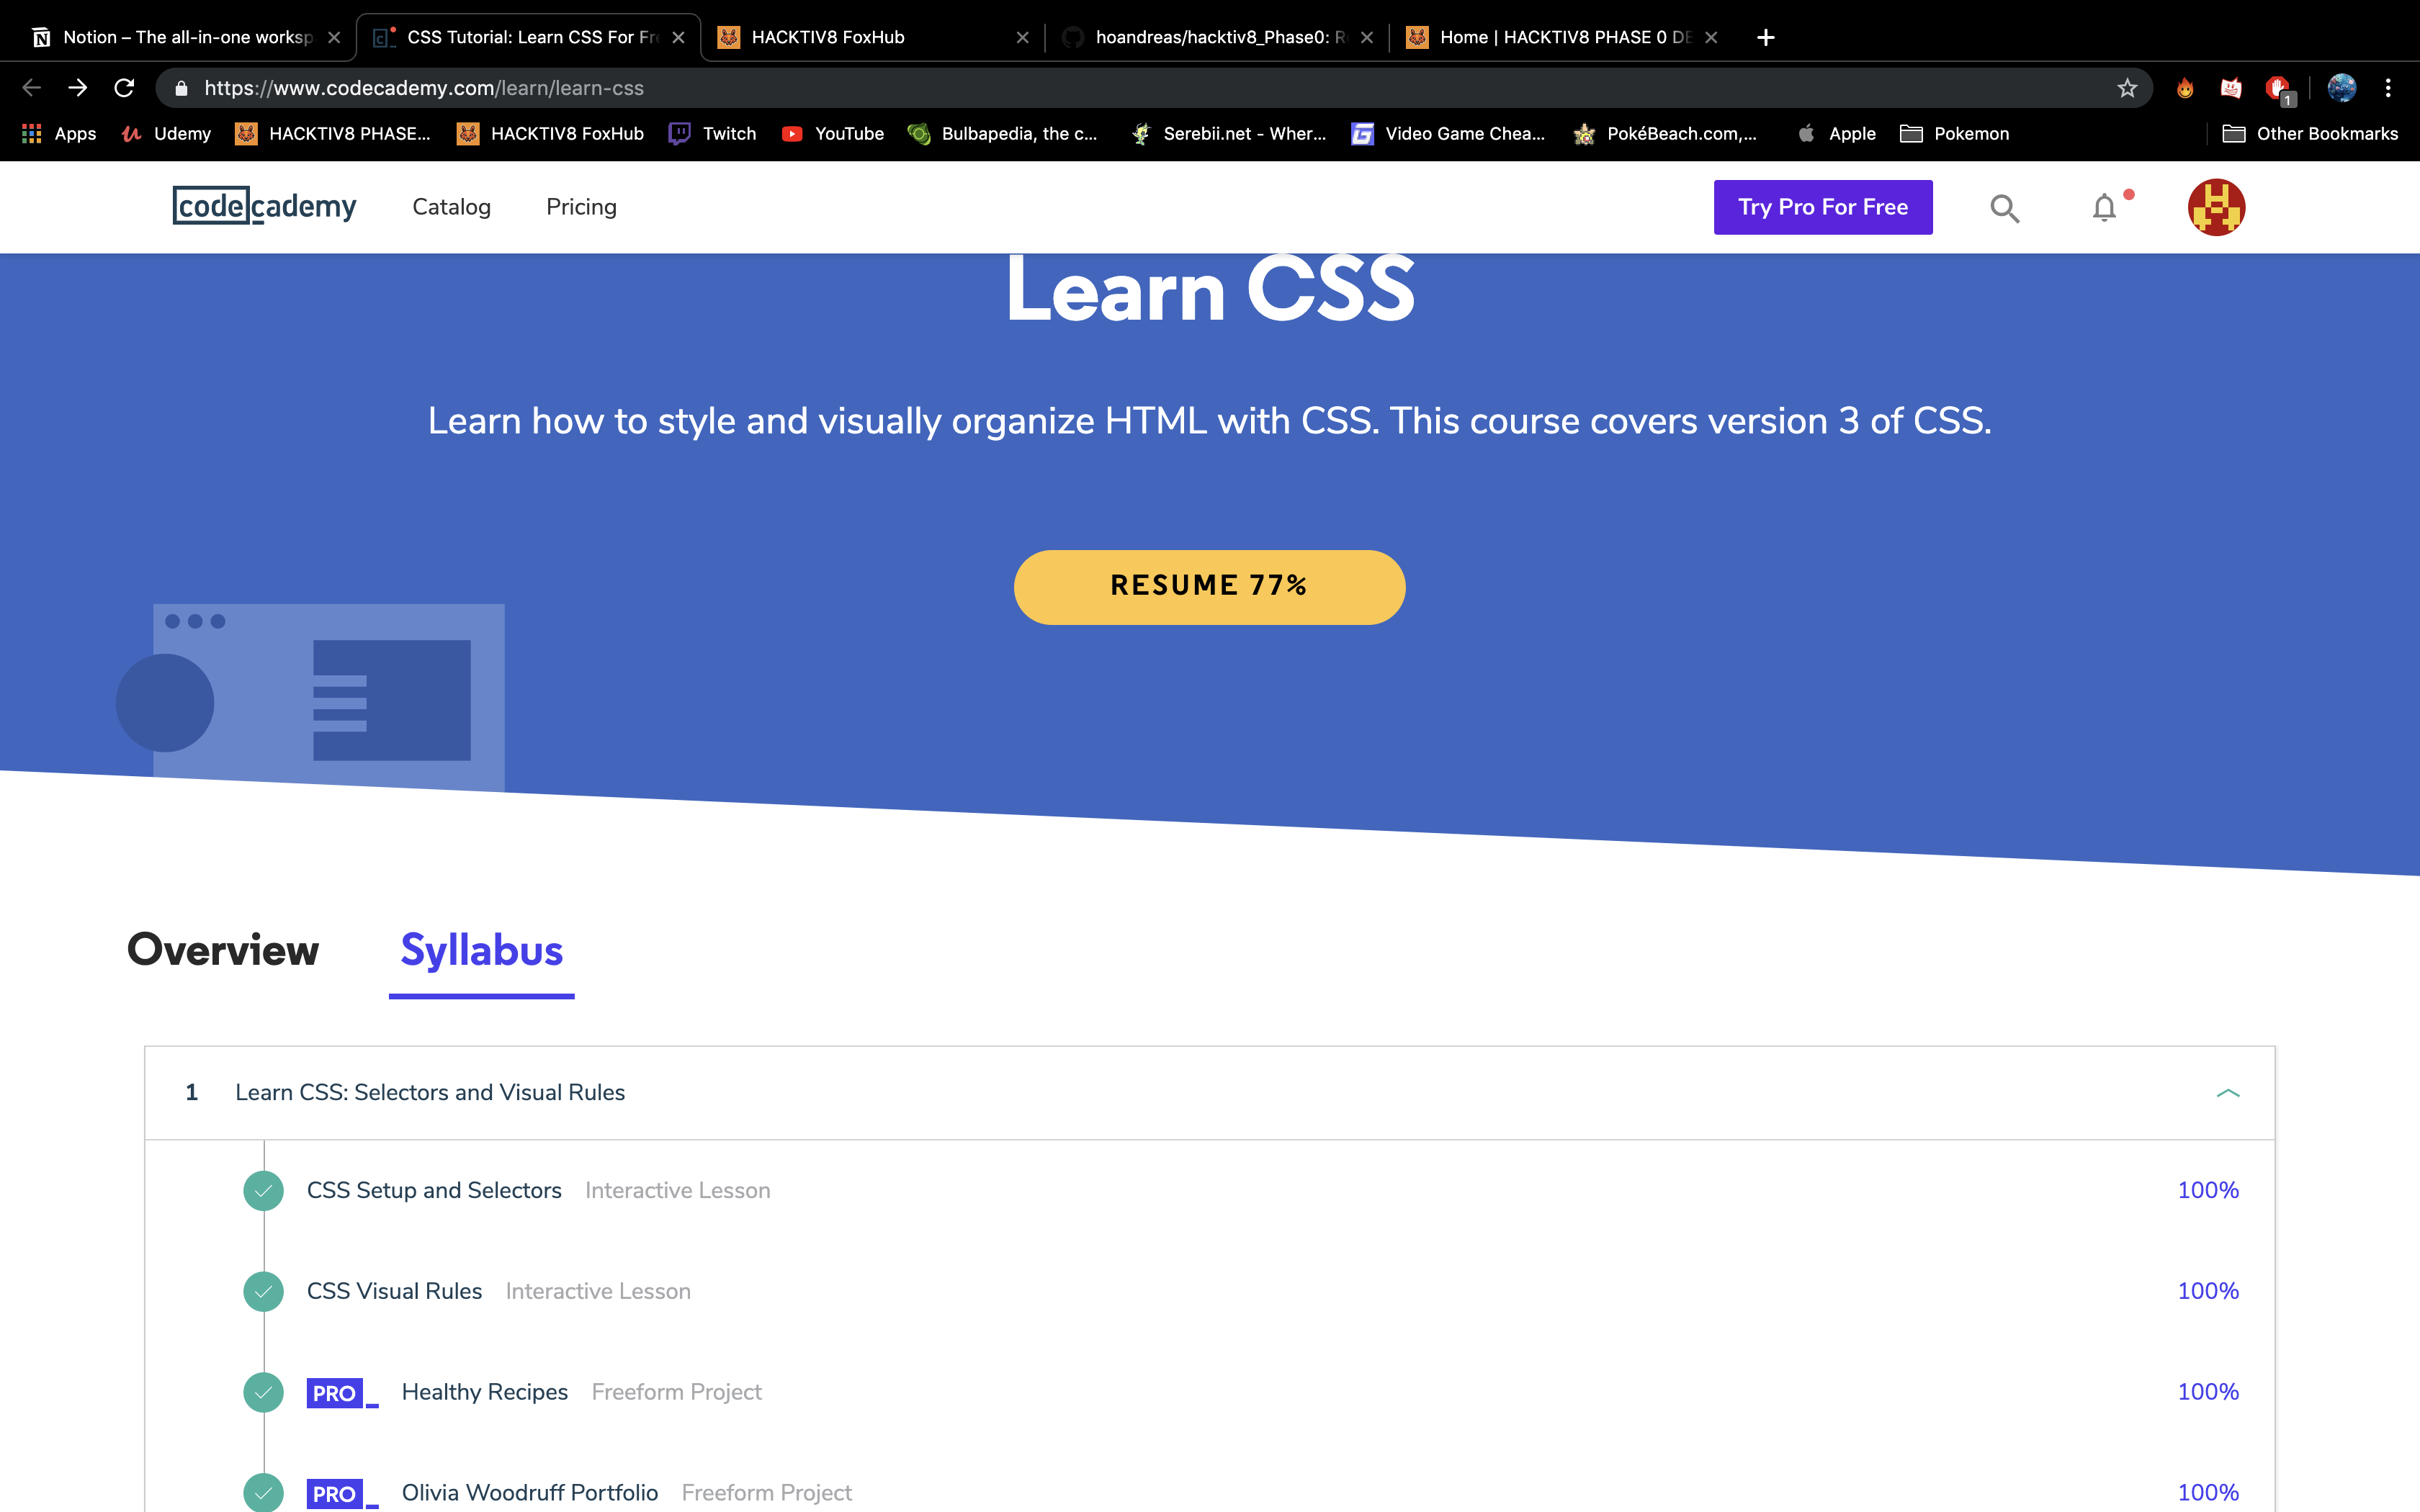 Notion – The all-in-one worksp
CSS Tutorial: Learn CSS For Fre
HACKTIV8 FoxHub
hoandreas/hacktiv8_Phase0: R
Home | HACKTIV8 PHASE 0 DE
https://www.codecademy.com/learn/learn-css
1
Apps
Udemy
HACKTIV8 PHASE...
HACKTIV8 FoxHub
Twitch
YouTube
Bulbapedia, the c...
Serebii.net - Wher...
Video Game Chea...
PokéBeach.com,...
Apple
Pokemon
Other Bookmarks
codecademy
Catalog
Pricing
Try Pro For Free
Learn CSS
Learn how to style and visually organize HTML with CSS. This course covers version 3 of CSS.
RESUME 77%
Overview
Syllabus
1 Learn CSS: Selectors and Visual Rules
CSS Setup and Selectors Interactive Lesson 100%
CSS Visual Rules Interactive Lesson 100%
PRO Healthy Recipes Freeform Project 100%
PRO Olivia Woodruff Portfolio Freeform Project 100%